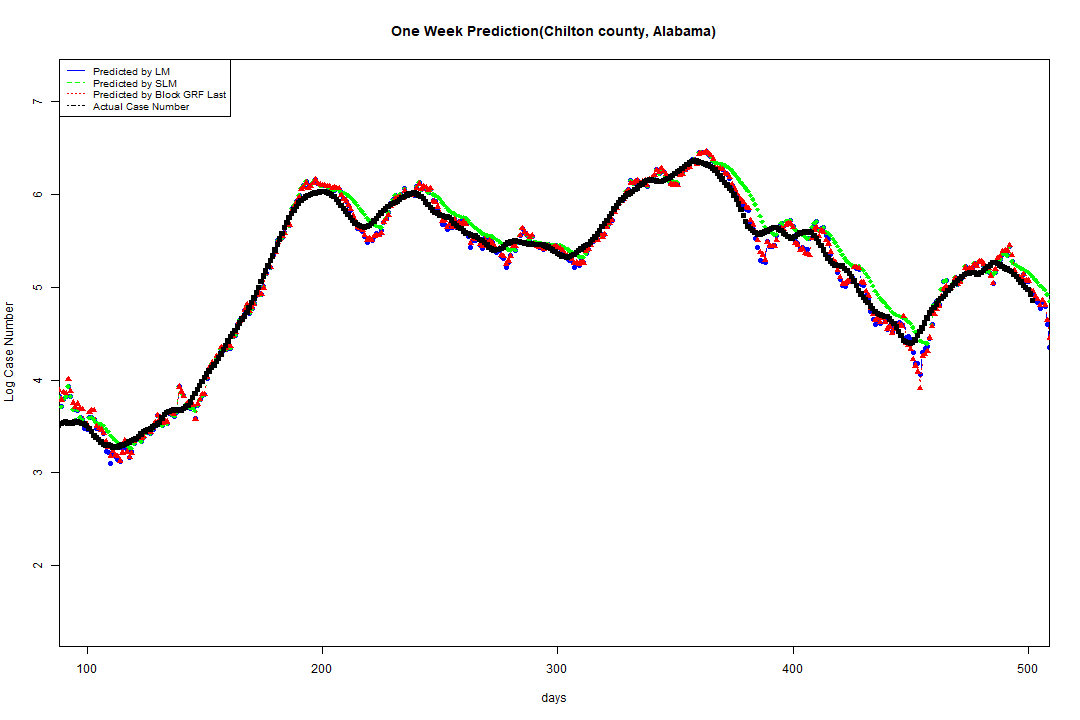 One Week Prediction(Chilton county, Alabama)
Predicted by LM
Predicted by SLM
Predicted by Block GRF Last
Actual Case Number
7
6
5
4
3
2
Log Case Number
100 200 300 400 500
days